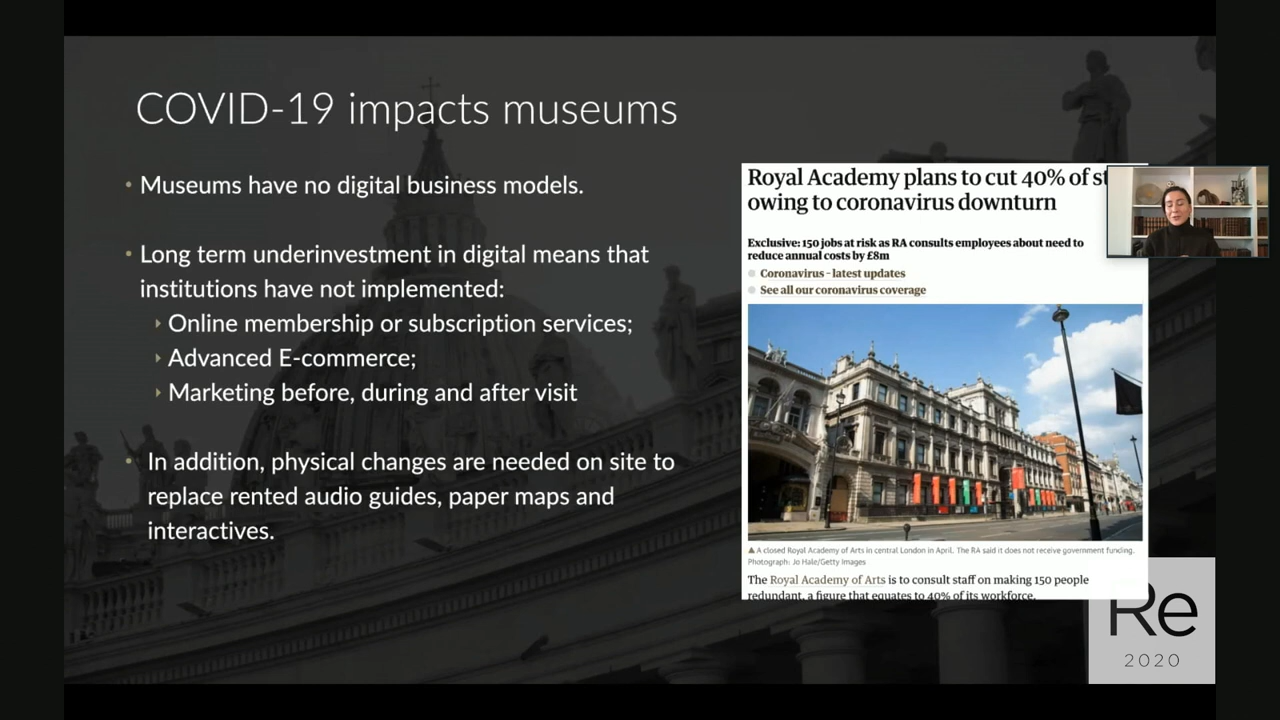 COVID-19 impacts museums
• Museums have no digital business models.
• Long term underinvestment in digital means that
institutions have not implemented:
Online membership or subscription services;
Advanced E-commerce;
Marketing before, during and after visit
• In addition, physical changes are needed on site to
replace rented audio guides, paper maps and
interactives.
Royal Academy plans to cut 40% of
owing to coronavirus downturn
Exclusive: 150 jobs at risk as RA consults employees about need to
reduce annual costs by £8m
Coronavirus – latest updates
See all our coronavirus coverage
A closed Royal Academy of Arts in central London in April. The RA said it does not receive government funding.
Photograph: Jo Hale/Getty Images
The Royal Academy of Arts is to consult staff on making 150 people
redundant, a figure that equates to 40% of its workforce.
Re
2020